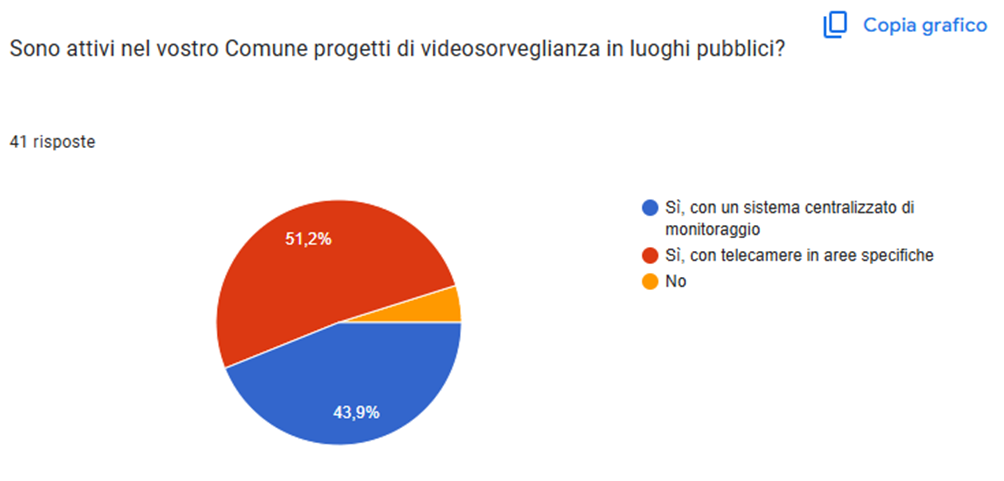 Copia grafico
Sono attivi nel vostro Comune progetti di videosorveglianza in luoghi pubblici?
41 risposte
51,2%
43,9%
Sì, con un sistema centralizzato di
monitoraggio
Sì, con telecamere in aree specifiche
No